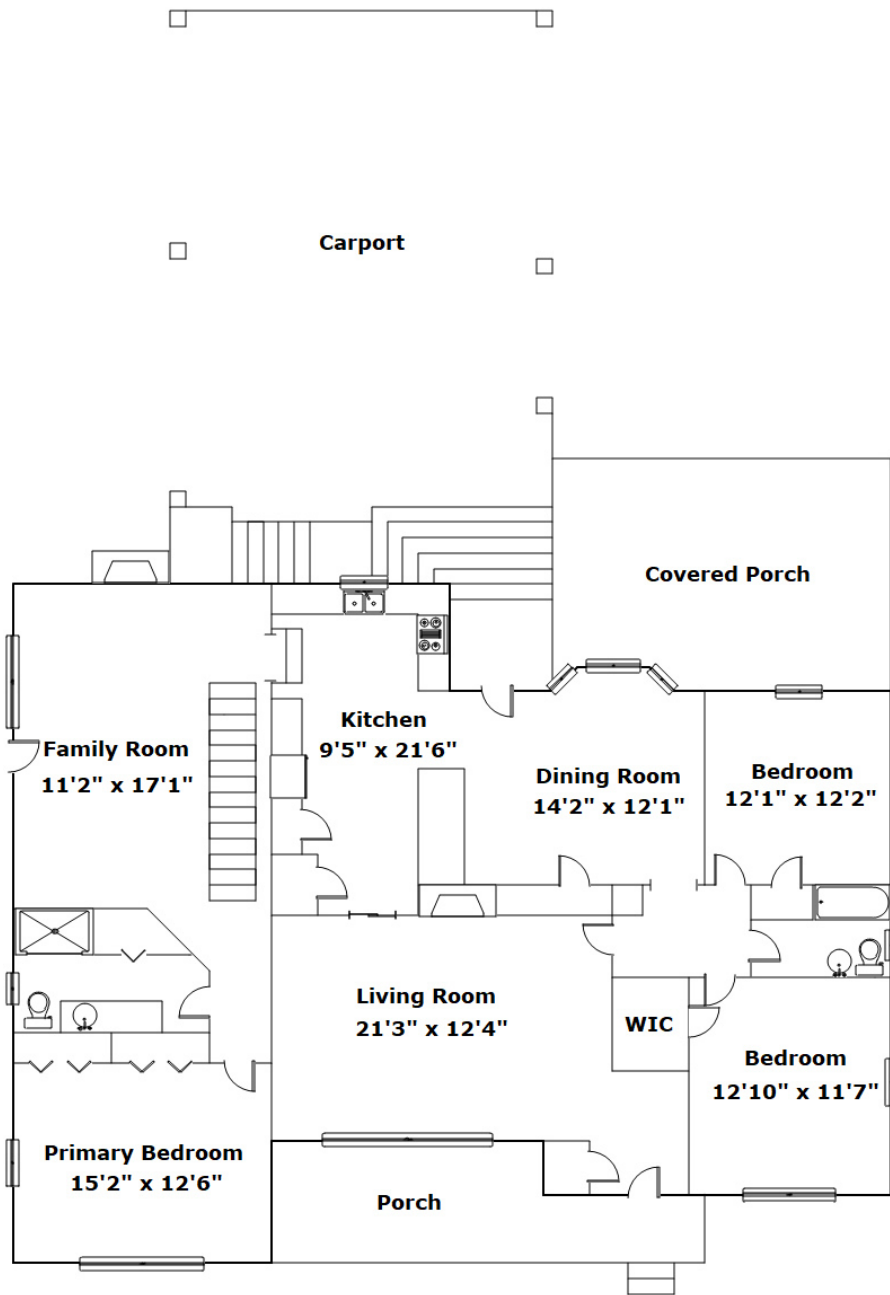 Carport
Covered Porch
Kitchen
9'5" x 21'6"
Family Room
11'2" x 17'1"
Dining Room
14'2" x 12'1"
Bedroom
12'1" x 12'2"
Living Room
21'3" x 12'4"
WIC
Bedroom
12'10" x 11'7"
Primary Bedroom
15'2" x 12'6"
Porch